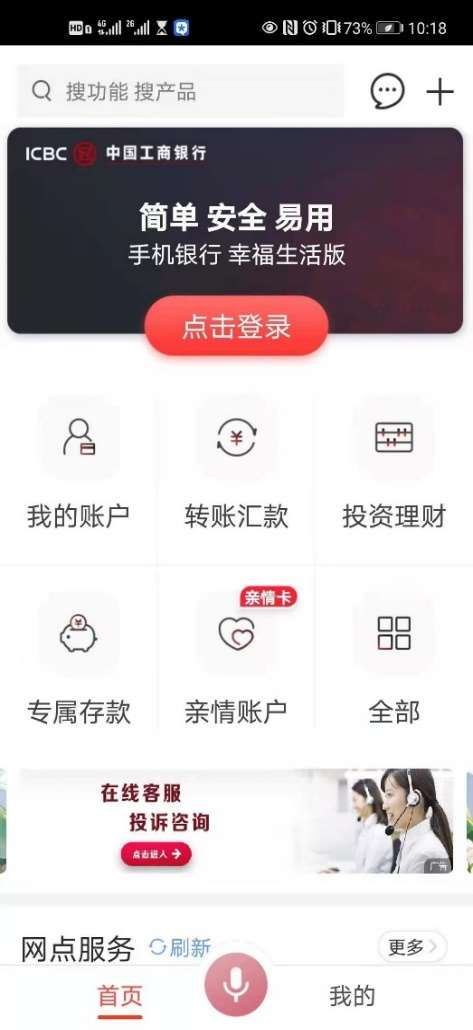 HD 4G 2G 73% 10:18
搜功能 搜产品
ICBC 中国工商银行
简单 安全 易用
手机银行 幸福生活版
点击登录
我的账户 转账汇款 投资理财
亲情卡
专属存款 亲情账户 全部
在线客服
投诉咨询
点击进入
广告
网点服务 刷新 更多
首页 我的